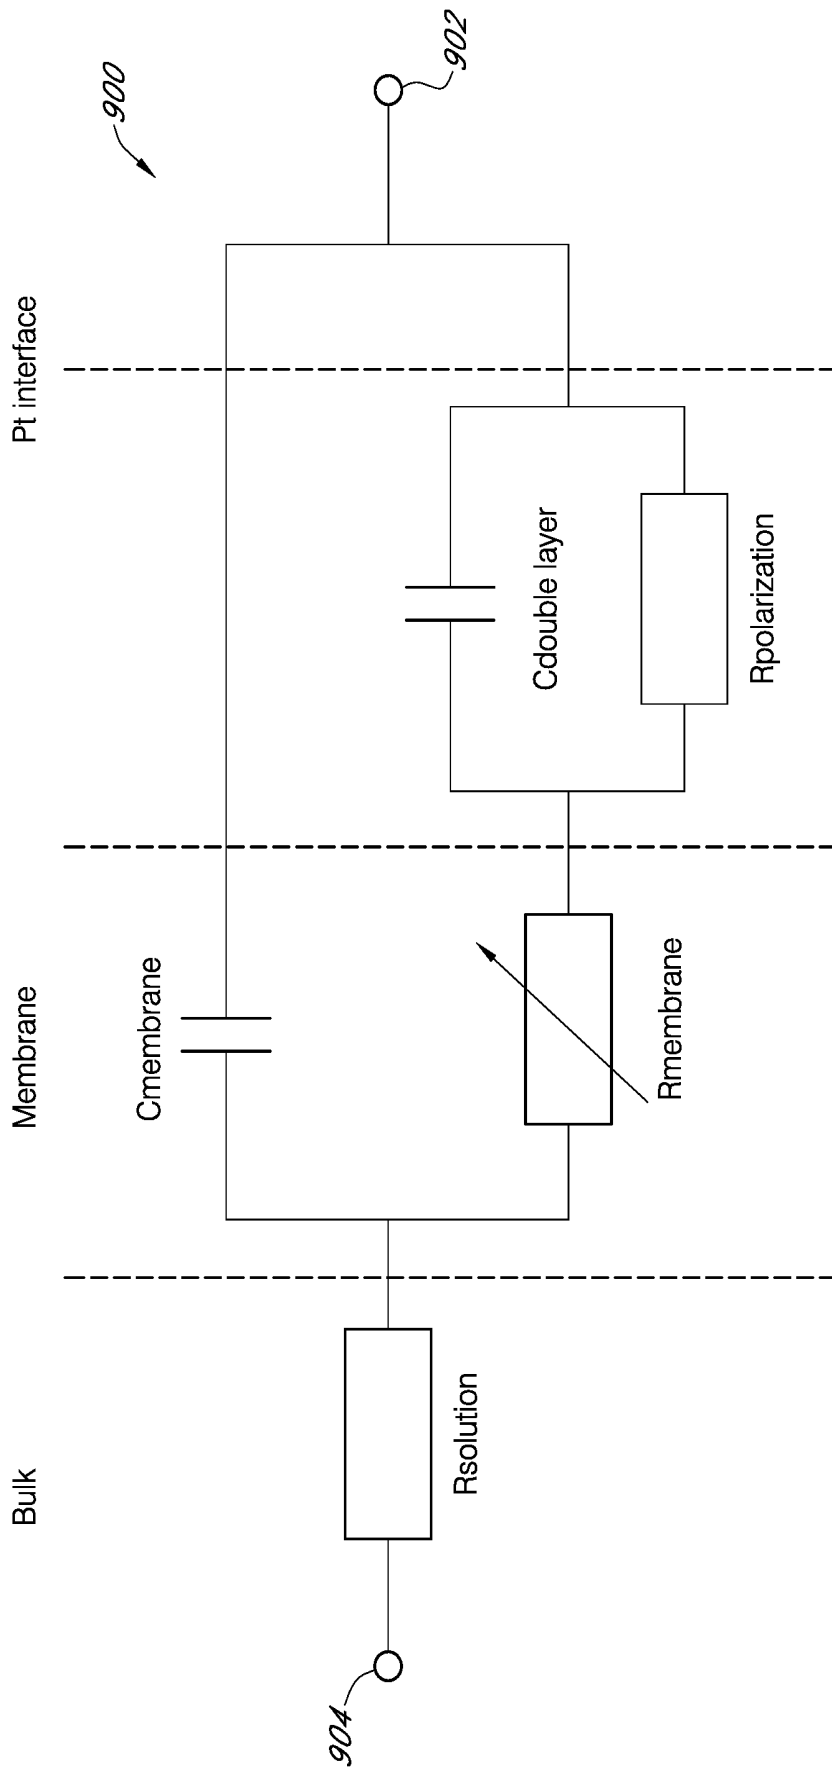 Bulk
Membrane
Pt interface
900
Cmembrane
904
902
Cdouble layer
Rsolution
Rmembrane
Rpolarization